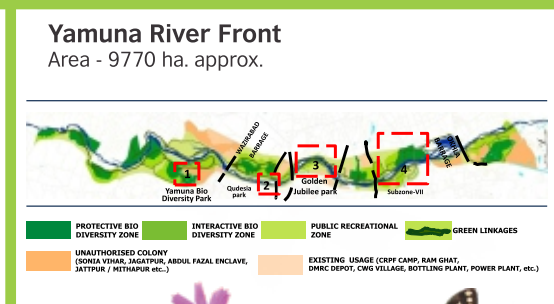 Yamuna River Front
Area - 9770 ha. approx.
WAZIRABAD
BARRAGE
OKHLA
BARRAGE
1
2
3
4
Yamuna Bio
Diversity Park
Qudesia
park
Golden
Jubilee park
Subzone-VII
PROTECTIVE BIO
DIVERSITY ZONE
INTERACTIVE BIO
DIVERSITY ZONE
PUBLIC RECREATIONAL
ZONE
GREEN LINKAGES
UNAUTHORISED COLONY
(SONIA VIHAR, JAGATPUR, ABDUL FAZAL ENCLAVE,
JATTPUR / MITHAPUR etc..)
EXISTING USAGE (CRPF CAMP, RAM GHAT,
DMRC DEPOT, CWG VILLAGE, BOTTLING PLANT, POWER PLANT, etc.)